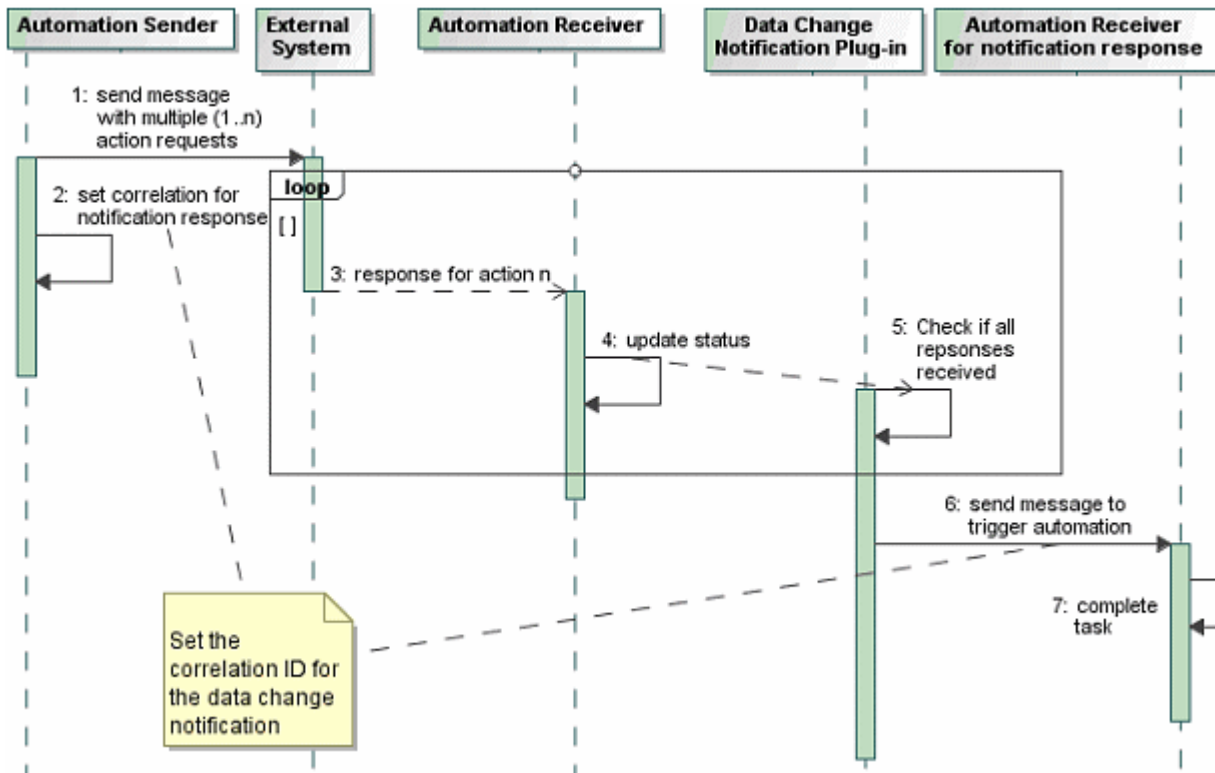 Automation Sender
External
System
Automation Receiver
Data Change
Notification Plug-in
Automation Receiver
for notification response
1: send message
with multiple (1..n)
action requests
2: set correlation for
notification response
loop
[ ]
3: response for action n
4: update status
5: Check if all
repsonses
received
6: send message to
trigger automation
7: complete
task
Set the
correlation ID for
the data change
notification